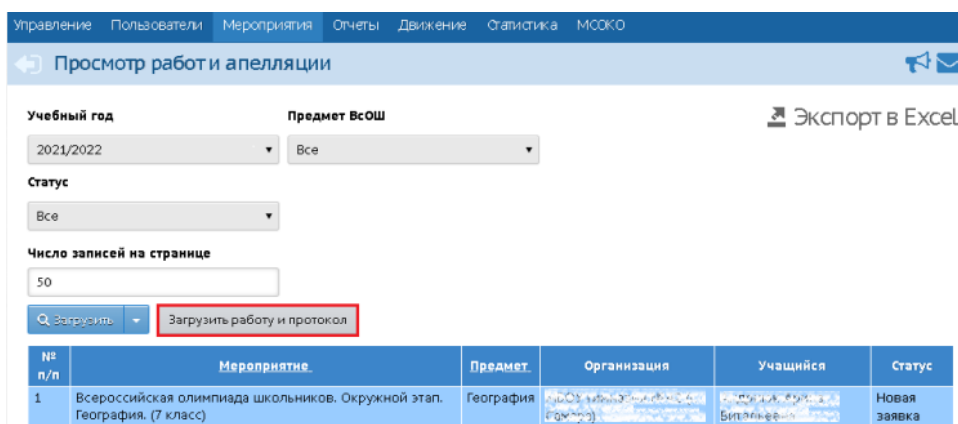 Управление Пользователи Мероприятия Отчеты Движение Статистика МСОКО
Просмотр работ и апелляции
Учебный год Предмет ВсОШ
Экспорт в Excel
2021/2022 Все
Статус
Все
Число записей на странице
50
Загрузить Загрузить работу и протокол
№ п/п Мероприятие Предмет Организация Учащийся Статус
1 Всероссийская олимпиада школьников. Окружной этап. География Новая
География. (7 класс) заявка